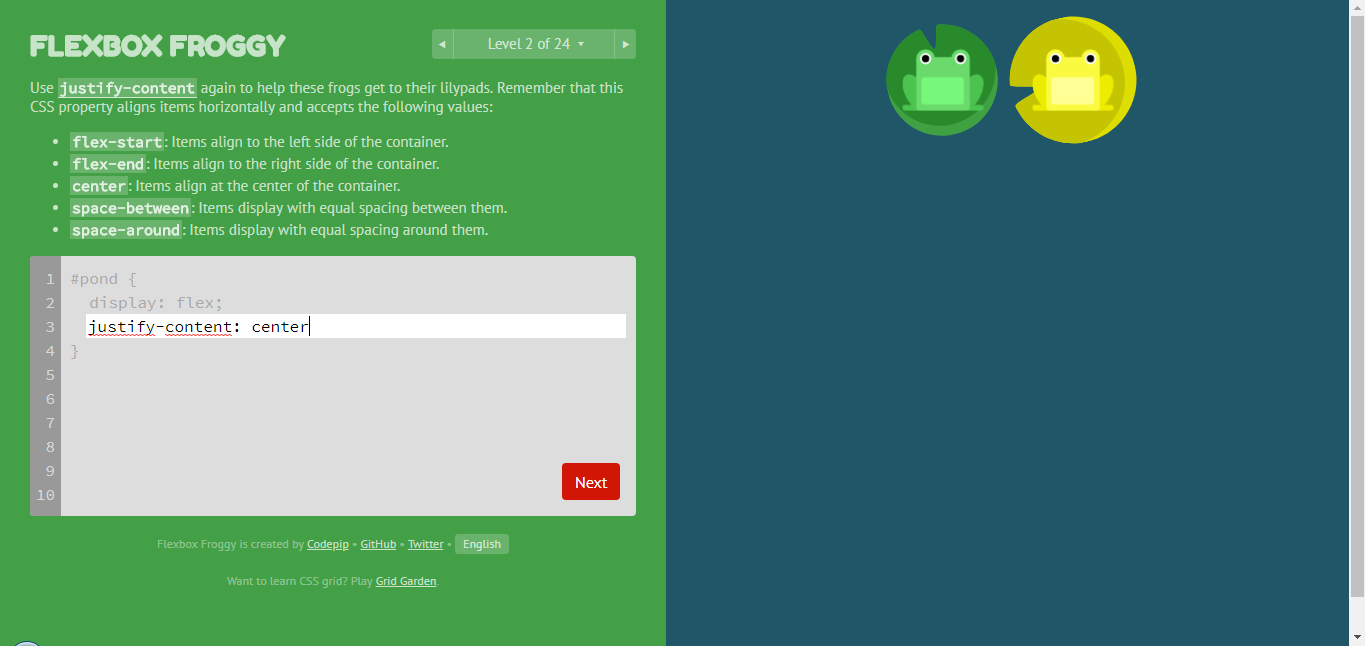 FLEXBOX FROGGY
Level 2 of 24
Use justify-content again to help these frogs get to their lilypads. Remember that this
CSS property aligns items horizontally and accepts the following values:
flex-start: Items align to the left side of the container.
flex-end: Items align to the right side of the container.
center: Items align at the center of the container.
space-between: Items display with equal spacing between them.
space-around: Items display with equal spacing around them.
1 #pond {
2 display: flex;
3 justify-content: center
4 }
5
6
7
8
9
10
Next
Flexbox Froggy is created by Codepip • GitHub • Twitter • English
Want to learn CSS grid? Play Grid Garden.